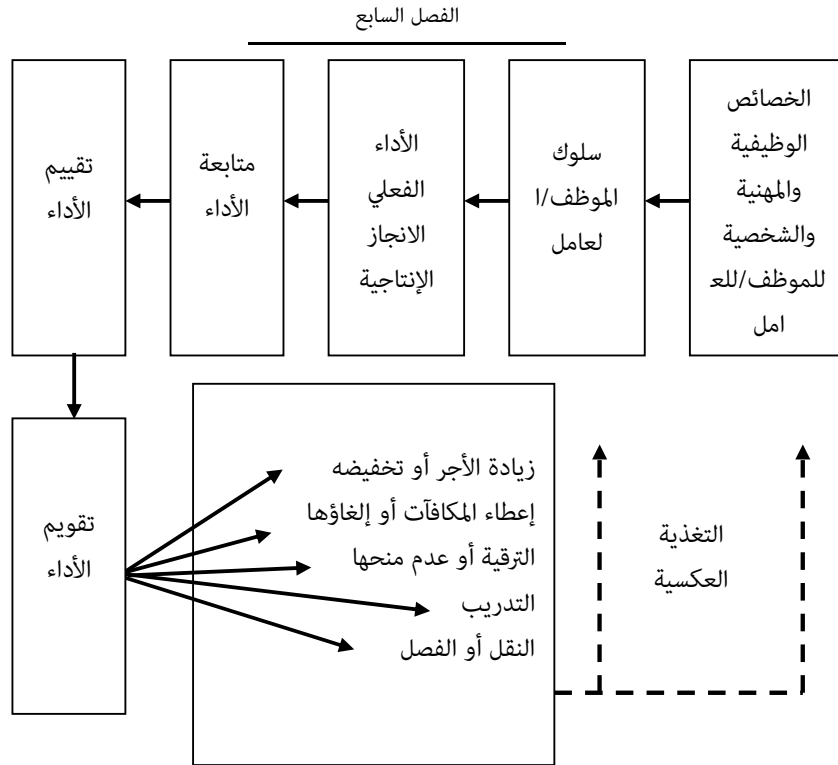 الفصل السابع
الخصائص
الوظيفية
والمهنية
والشخصية
للموظف/للع
امل
سلوك
الموظف/ا
لعامل
الأداء
الفعلي
الانجاز
الإنتاجية
متابعة
الأداء
تقييم
الأداء
تقويم
الأداء
زيادة الأجر أو تخفيضه
إعطاء المكافآت أو إلغاؤها
الترقية أو عدم منحها
التدريب
النقل أو الفصل
التغذية
العكسية